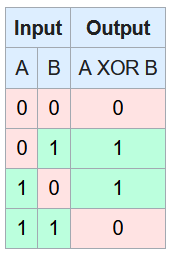 Input Output
A B A XOR B
0 0 0
0 1 1
1 0 1
1 1 0